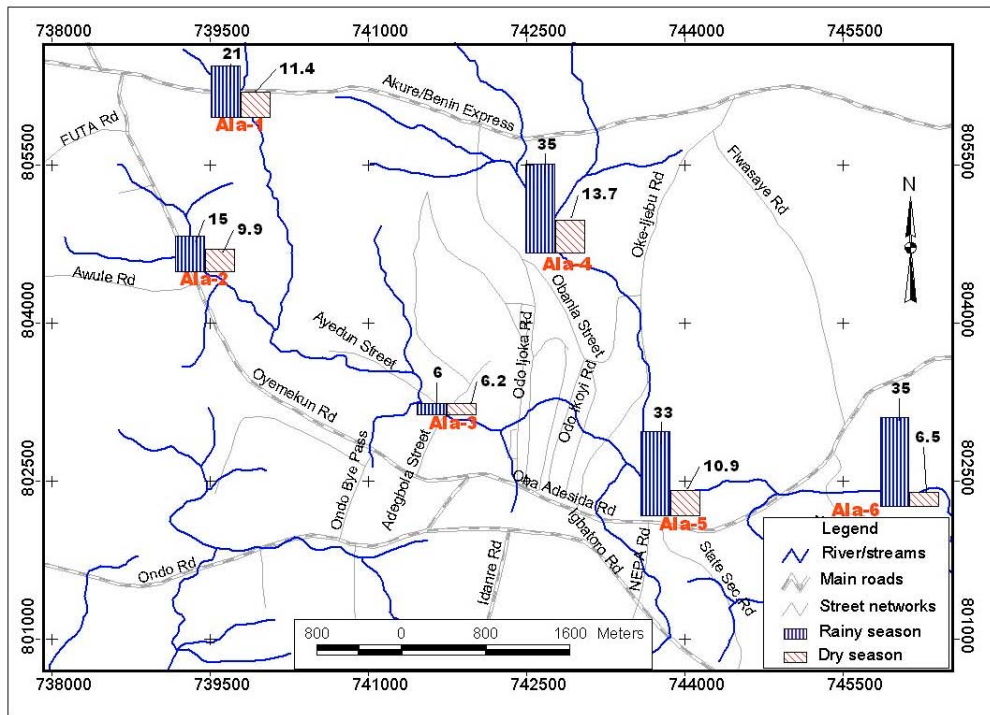 738000 739500 741000 742500 744000 745500
21
11.4
Ala-1
Akure/Benin Express
FUTA Rd
805500
805500
35
13.7
Ala-4
Oke-Ijebu Rd
Fiwasaye Rd
N
15
9.9
Ala-2
Awule Rd
Obanla Street
804000
804000
Ayedun Street
Odo Ijoka Rd
Odo Ikoyi Rd
Oyemekun Rd
6
6.2
Ala-3
33
10.9
Ala-5
35
6.5
Ala-6
802500
802500
Ondo Bye Pass
Adegbola Street
Oba Adesida Rd
Igbatoro Rd
NEPA Rd
State Sec Rd
Ondo Rd
Idanre Rd
801000
801000
Legend
River/streams
Main roads
Street networks
Rainy season
Dry season
800 0 800 1600 Meters
738000 739500 741000 742500 744000 745500